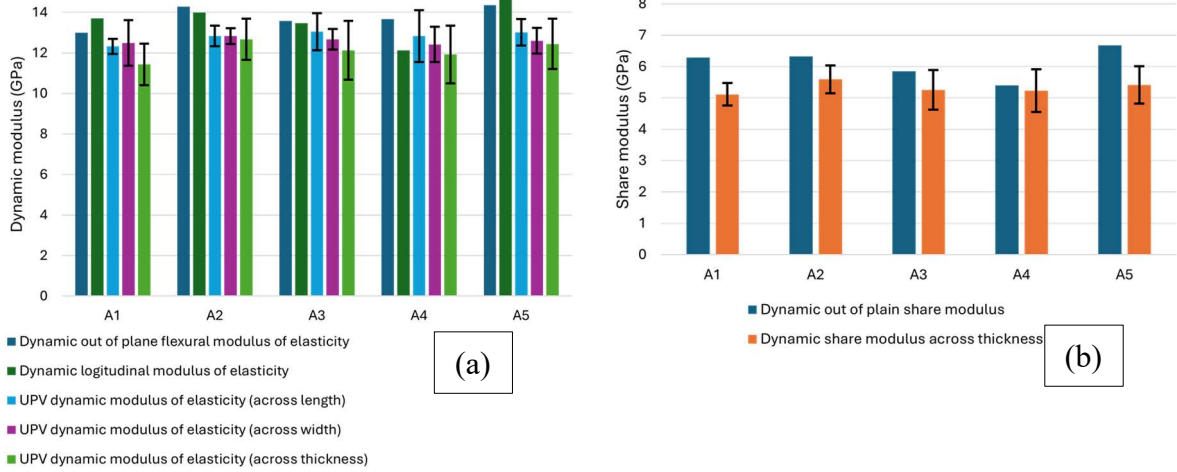 Dynamic modulus (GPa)
14
12
10
8
6
4
2
0
A1 A2 A3 A4 A5
Dynamic out of plane flexural modulus of elasticity
Dynamic logitudinal modulus of elasticity
UPV dynamic modulus of elasticity (across length)
UPV dynamic modulus of elasticity (across width)
UPV dynamic modulus of elasticity (across thickness)
(a)
Share modulus (GPa)
8
7
6
5
4
3
2
1
0
A1 A2 A3 A4 A5
Dynamic out of plain share modulus
Dynamic share modulus across thickness
(b)